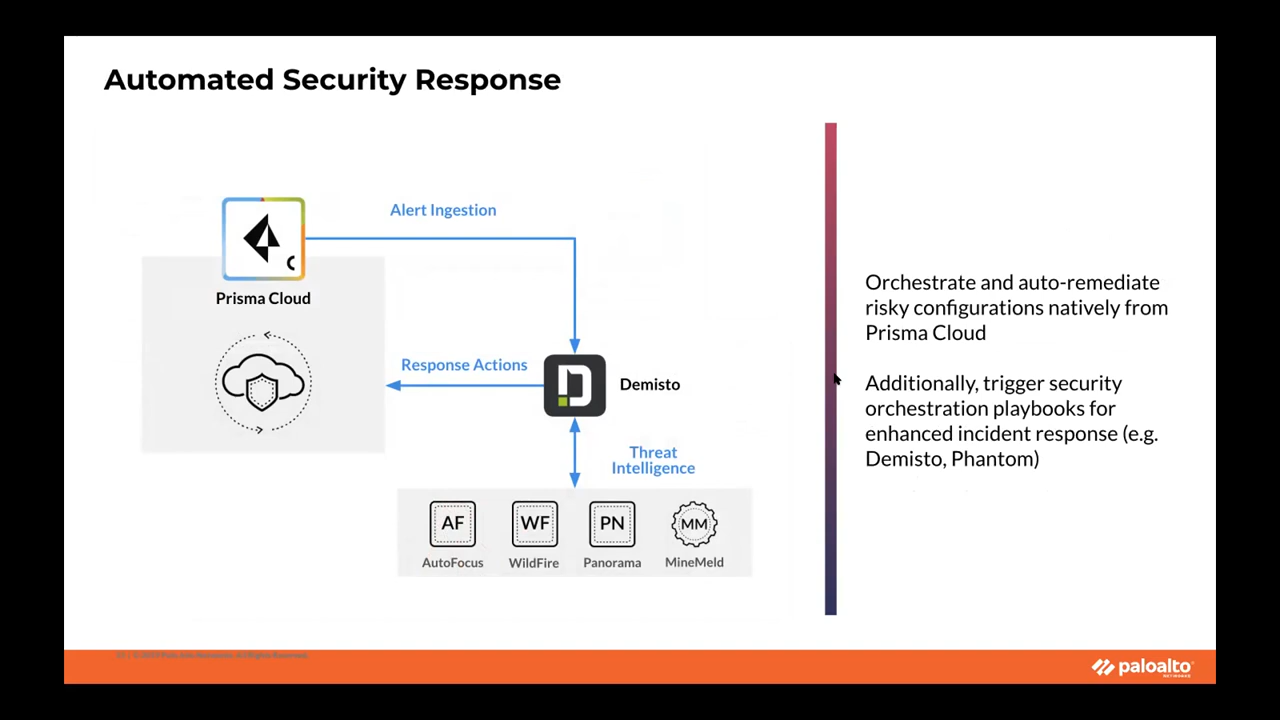 Automated Security Response
Alert Ingestion
Prisma Cloud
Response Actions
Demisto
Threat
Intelligence
AF
WF
PN
MM
AutoFocus
WildFire
Panorama
MineMeld
Orchestrate and auto-remediate
risky configurations natively from
Prisma Cloud
Additionally, trigger security
orchestration playbooks for
enhanced incident response (e.g.
Demisto, Phantom)
paloalto
NETWORKS